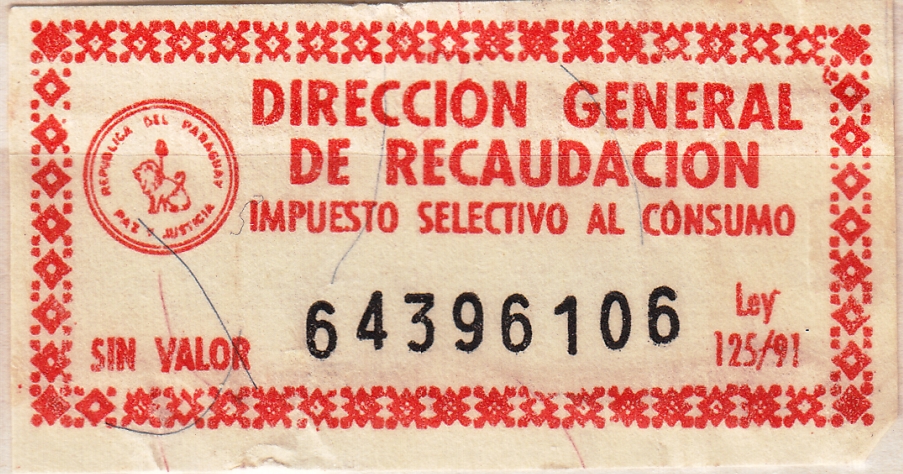 DIRECCION GENERAL
DE RECAUDACION
IMPUESTO SELECTIVO AL CONSUMO
REPUBLICA DEL PARAGUAY
PAZ Y JUSTICIA
64396106
Ley
125/91
SIN VALOR